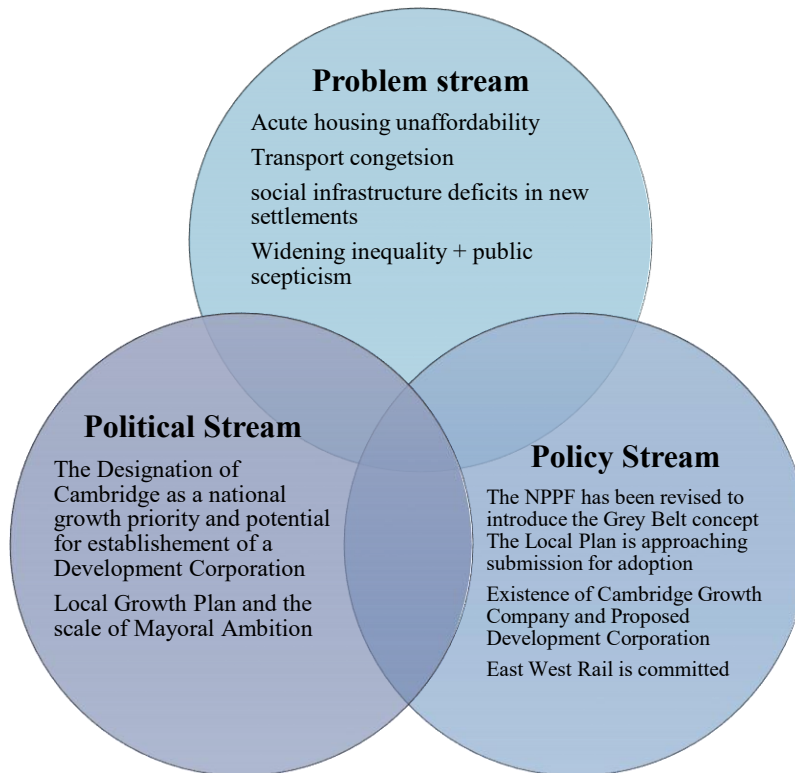 Problem stream
Acute housing unaffordability
Transport congetsion
social infrastructure deficits in new
settlements
Widening inequality + public
scepticism
Political Stream
The Designation of
Cambridge as a national
growth priority and potential
for establishement of a
Development Corporation
Local Growth Plan and the
scale of Mayoral Ambition
Policy Stream
The NPPF has been revised to
introduce the Grey Belt concept
The Local Plan is approaching
submission for adoption
Existence of Cambridge Growth
Company and Proposed
Development Corporation
East West Rail is committed